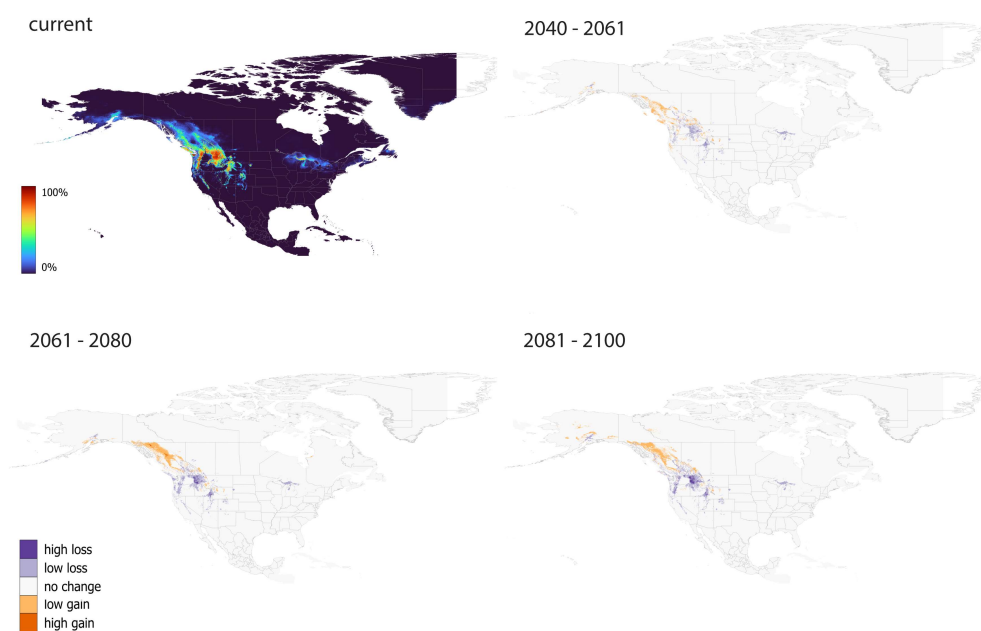 current
2040 - 2061
100%
0%
2061 - 2080
2081 - 2100
high loss
low loss
no change
low gain
high gain